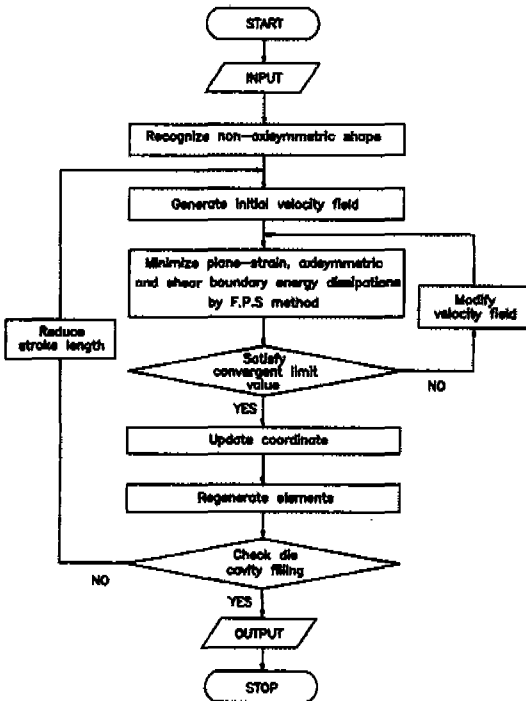 START
INPUT
Recognize non-axisymmetric shape
Generate initial velocity field
Minimize plane-strain, axisymmetric
and shear boundary energy dissipations
by F.P.S method
Modify
velocity field
Reduce
stroke length
Satisfy
convergent limit
value
NO
YES
Update coordinate
Regenerate elements
Check die
cavity filling
NO
YES
OUTPUT
STOP